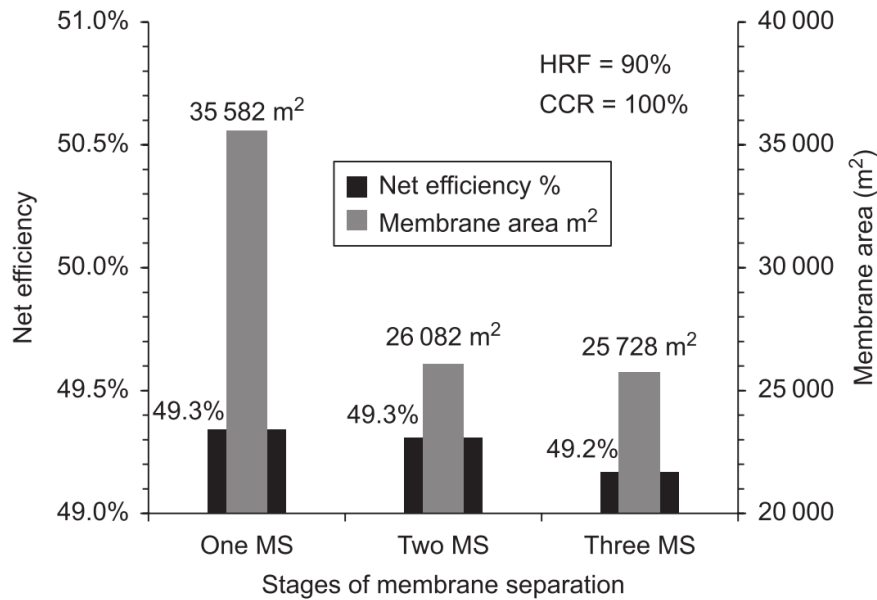 51.0%
50.5%
50.0%
49.5%
49.0%
Net efficiency
40 000
35 000
30 000
25 000
20 000
Membrane area (m²)
HRF = 90%
CCR = 100%
Net efficiency %
Membrane area m²
35 582 m²
26 082 m²
25 728 m²
49.3%
49.3%
49.2%
One MS
Two MS
Three MS
Stages of membrane separation